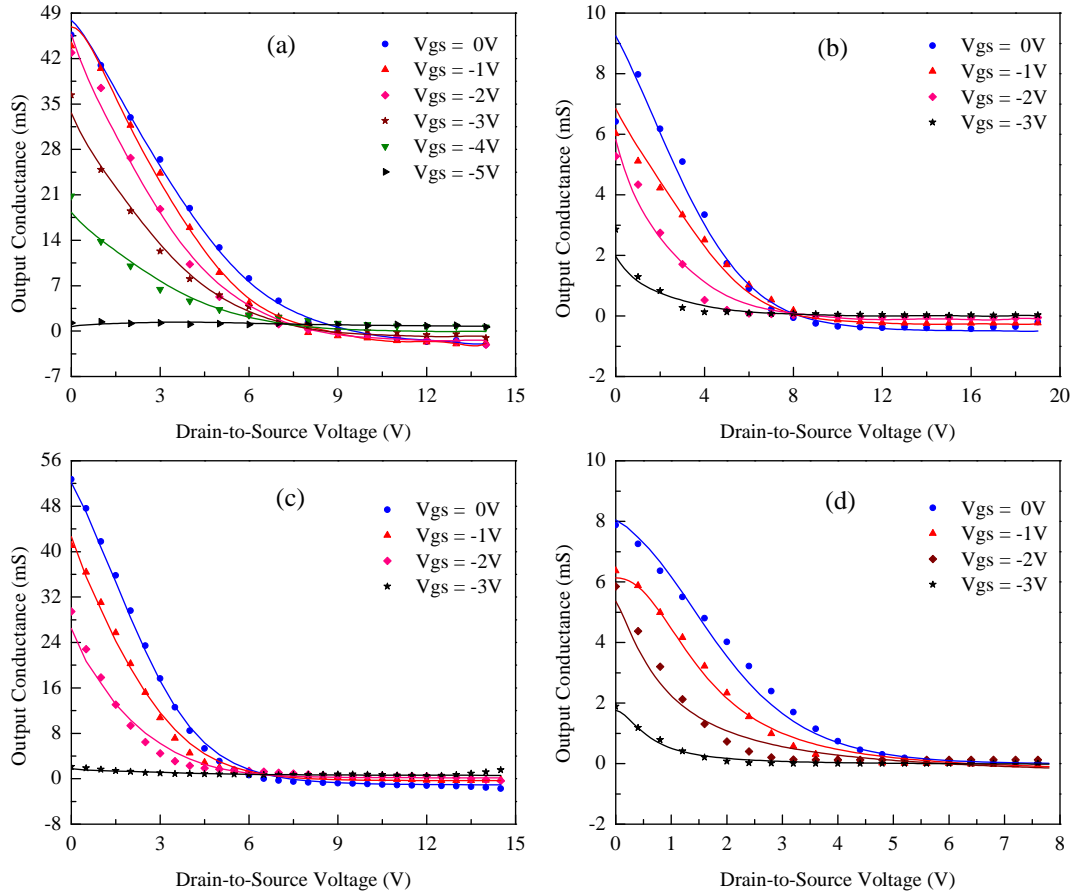 (a)
Vgs = 0V
Vgs = -1V
Vgs = -2V
Vgs = -3V
Vgs = -4V
Vgs = -5V
49
42
35
28
21
14
7
0
-7
0
3
6
9
12
15
Output Conductance (mS)
Drain-to-Source Voltage (V)
(b)
Vgs = 0V
Vgs = -1V
Vgs = -2V
Vgs = -3V
10
8
6
4
2
0
-2
0
4
8
12
16
20
Output Conductance (mS)
Drain-to-Source Voltage (V)
(c)
Vgs = 0V
Vgs = -1V
Vgs = -2V
Vgs = -3V
56
48
40
32
24
16
8
0
-8
0
3
6
9
12
15
Output Conductance (mS)
Drain-to-Source Voltage (V)
(d)
Vgs = 0V
Vgs = -1V
Vgs = -2V
Vgs = -3V
10
8
6
4
2
0
-2
0
1
2
3
4
5
6
7
8
Output Conductance (mS)
Drain-to-Source Voltage (V)